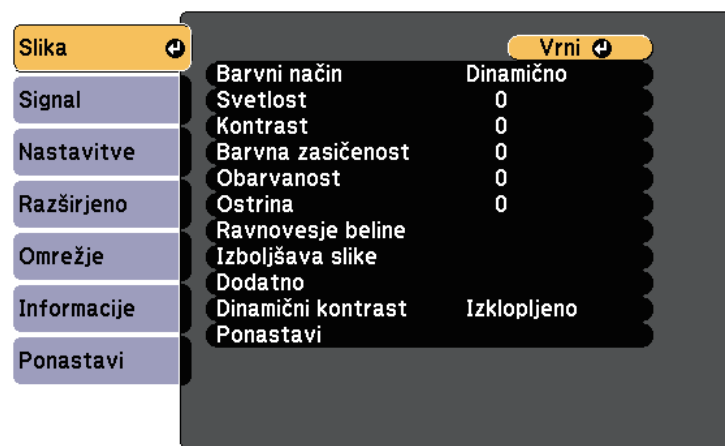 Slika
Signal
Nastavitve
Razširjeno
Omrežje
Informacije
Ponastavi
Vrni
Barvni način Dinamično
Svetlost 0
Kontrast 0
Barvna zasičenost 0
Obarvanost 0
Ostrina 0
Ravnovesje beline
Izboljšava slike
Dodatno
Dinamični kontrast Izklopljeno
Ponastavi